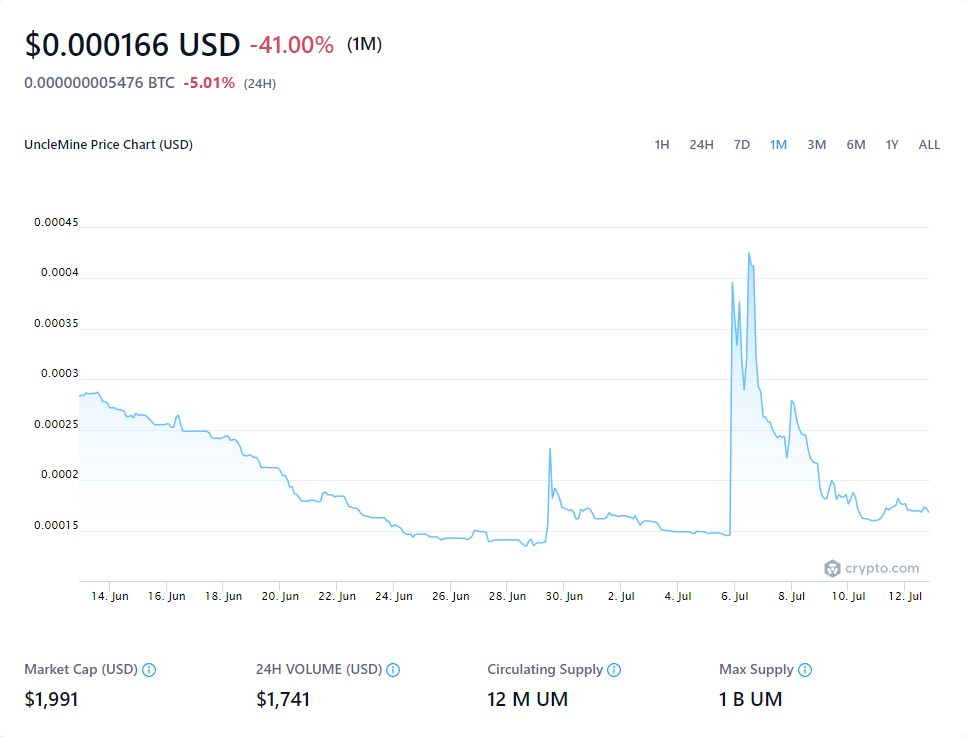 $0.000166 USD -41.00% (1M)
0.000000005476 BTC -5.01% (24H)
UncleMine Price Chart (USD) 1H 24H 7D 1M 3M 6M 1Y ALL
0.00045
0.0004
0.00035
0.0003
0.00025
0.0002
0.00015
crypto.com
14. Jun 16. Jun 18. Jun 20. Jun 22. Jun 24. Jun 26. Jun 28. Jun 30. Jun 2. Jul 4. Jul 6. Jul 8. Jul 10. Jul 12. Jul
Market Cap (USD) 24H VOLUME (USD) Circulating Supply Max Supply
$1,991 $1,741 12 M UM 1 B UM